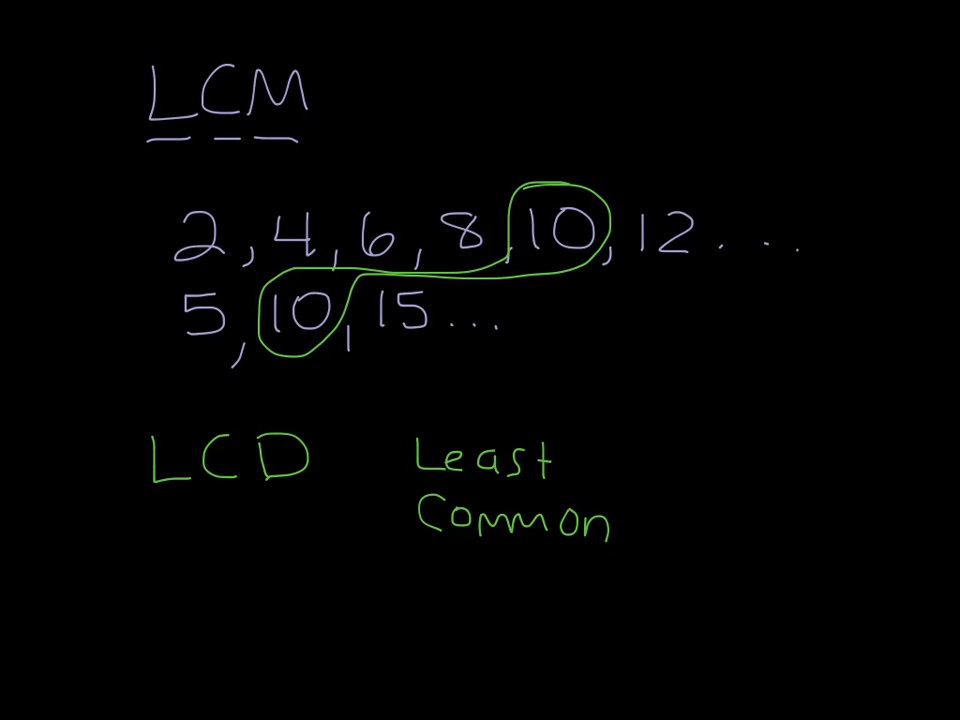 LCM
2, 4, 6, 8, 10, 12...
5, 10, 15...
LCD Least
Common